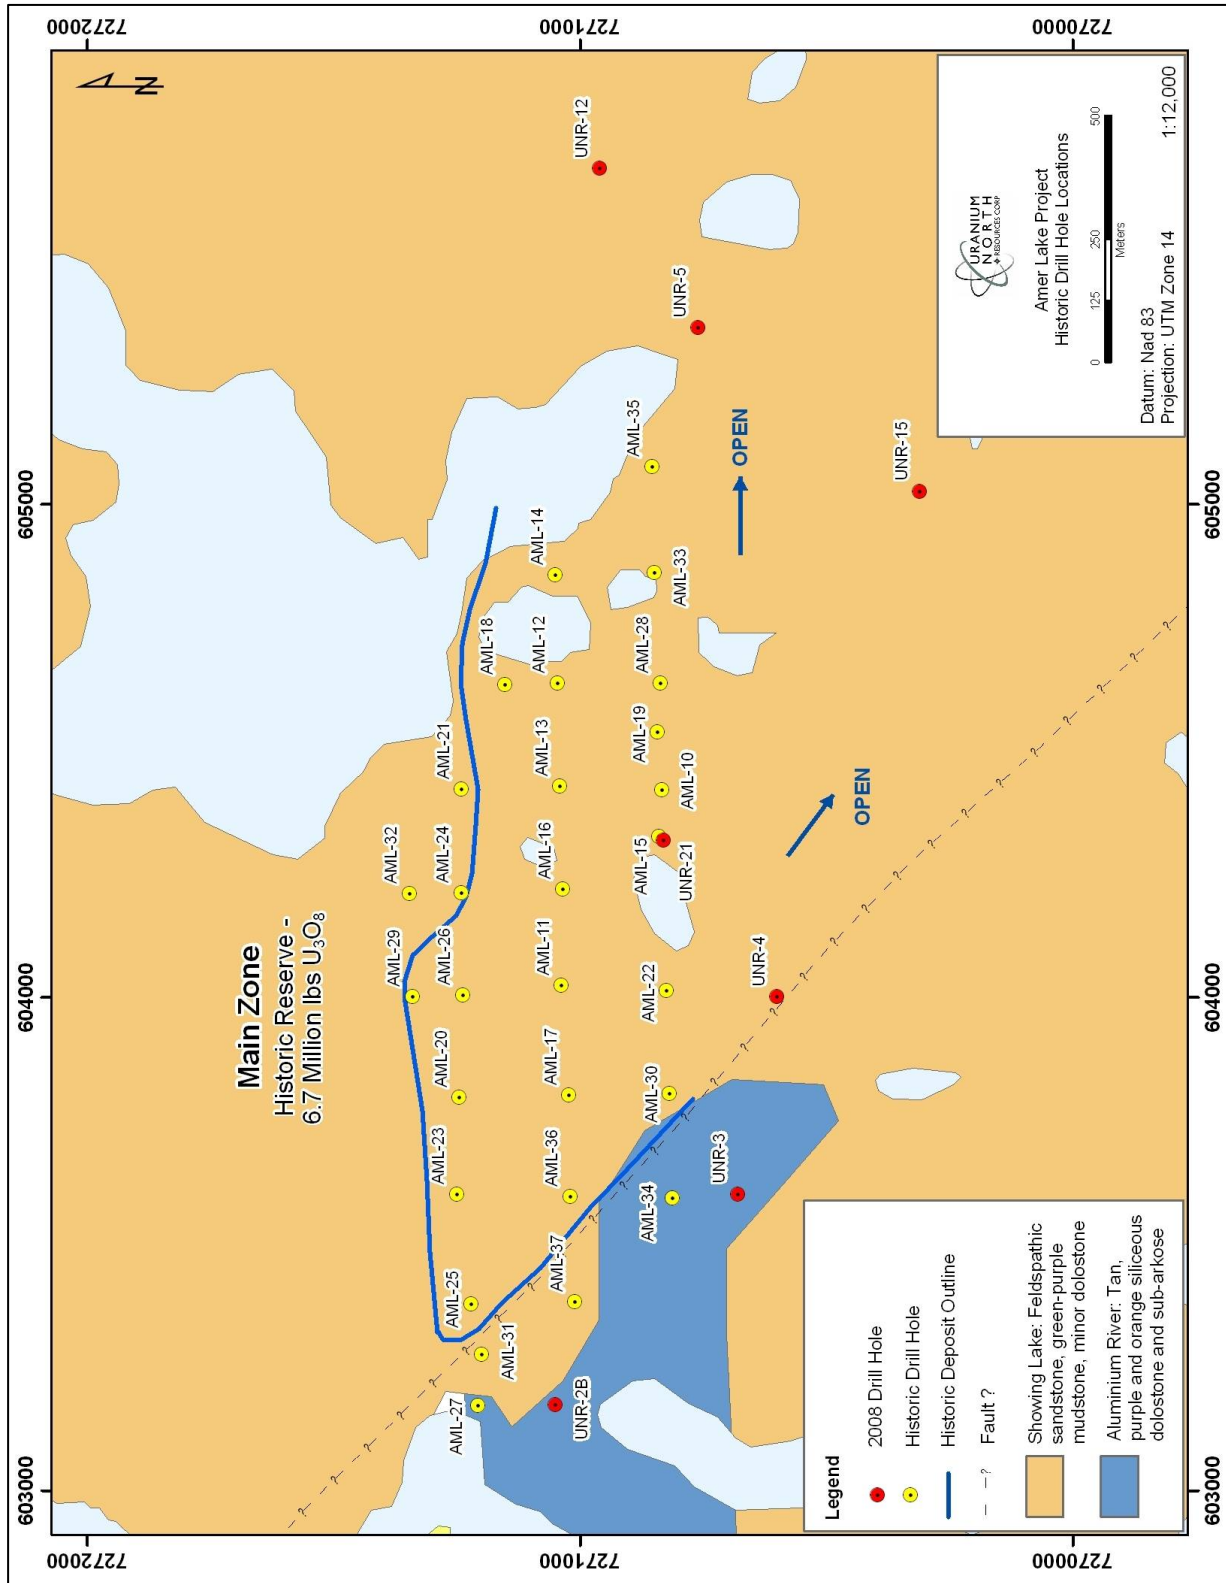 603000
604000
605000
7272000
7272000
7271000
7271000
7270000
7270000
603000
604000
605000
N
Main Zone
Historic Reserve -
6.7 Million lbs U₃O₈
AML-32
AML-29
AML-24
AML-21
AML-26
AML-20
AML-23
AML-25
AML-31
AML-27
AML-18
AML-14
AML-12
AML-13
AML-16
AML-11
AML-17
AML-36
AML-37
UNR-2B
UNR-12
AML-35
AML-33
AML-28
AML-19
AML-10
AML-15
UNR-21
AML-22
AML-30
AML-34
UNR-5
OPEN
UNR-3
UNR-4
OPEN
UNR-15
Legend
2008 Drill Hole
Historic Drill Hole
Historic Deposit Outline
— —? Fault ?
Showing Lake: Feldspathic
sandstone, green-purple
mudstone, minor dolostone
Aluminium River: Tan,
purple and orange siliceous
dolostone and sub-arkose
URANIUM
NORTH
RESOURCES CORP
Amer Lake Project
Historic Drill Hole Locations
0 125 250 500
Meters
Datum: Nad 83
Projection: UTM Zone 14 1:12,000